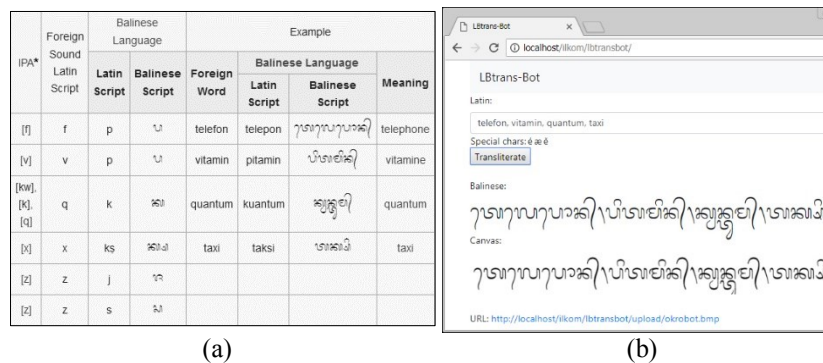 IPA* Foreign Sound Latin Script Balinese Language Example
Latin Script Balinese Script Foreign Word Balinese Language Meaning
Latin Script Balinese Script
[f] f p ᬧ telefon telepon ᬢᬾᬮᬾᬧᭀᬦ᭄ telephone
[v] v p ᬧ vitamin pitamin ᬧᬶᬢᬫᬶᬦ᭄ vitamine
[kw], [k], [q] q k ᬓ quantum kuantum quantum
[x] x ks ᬓ᭄ᬲ taxi taksi ᬢᬓ᭄ᬲᬶ taxi
[z] z j ᬚ
[z] z s ᬲ
(a)
LBtrans-Bot
localhost/ilkom/lbtransbot/
LBtrans-Bot
Latin:
telefon, vitamin, quantum, taxi
Special chars: é æ ê
Transliterate
Balinese:
Canvas:
URL: http://localhost/ilkom/lbtransbot/upload/okrobot.bmp
(b)